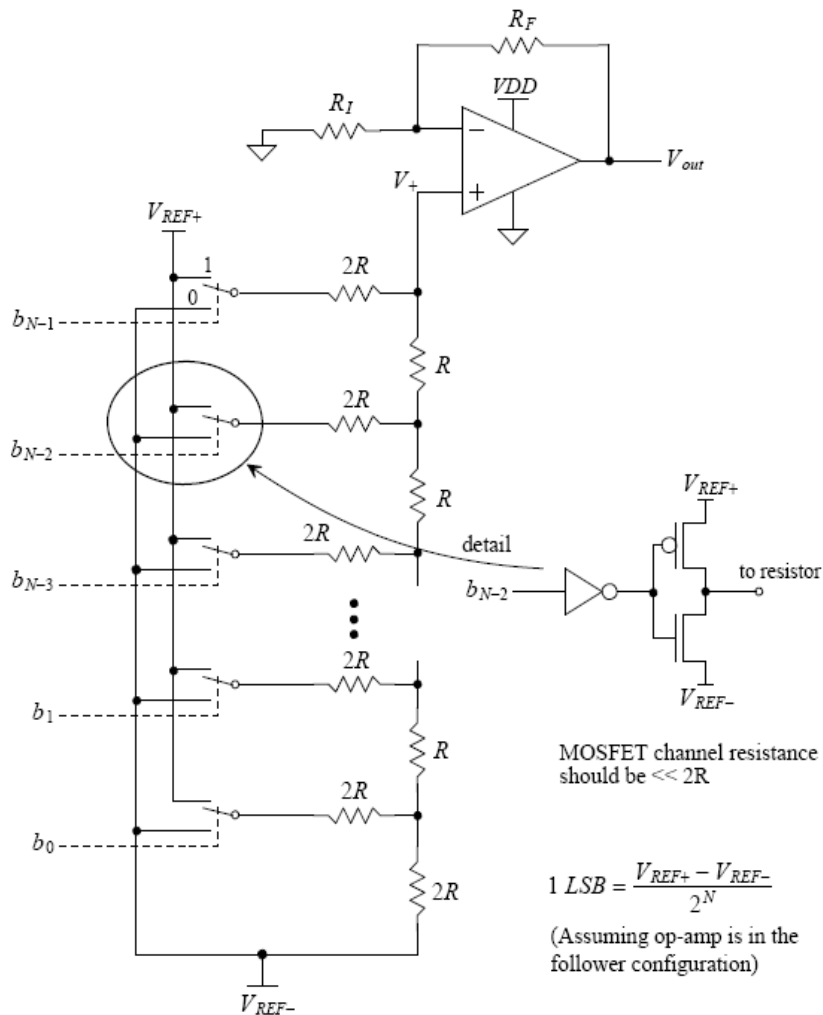 R_F
VDD
R_I
−
V_out
V_+
+
V_REF+
1
2R
0
b_N−1
R
2R
b_N−2
R
V_REF+
2R
detail
to resistor
b_N−3
b_N−2
2R
V_REF−
b_1
R
MOSFET channel resistance
should be << 2R
2R
b_0
1 LSB = (V_REF+ − V_REF−) / 2^N
2R
(Assuming op-amp is in the
follower configuration)
V_REF−